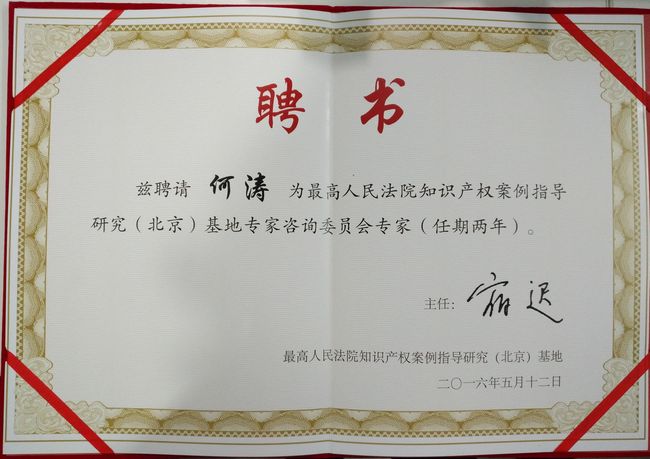 聘书
兹聘请 何涛 为最高人民法院知识产权案例指导
研究（北京）基地专家咨询委员会专家（任期两年）。
主任：宿迟
最高人民法院知识产权案例指导研究（北京）基地
二〇一六年五月十二日